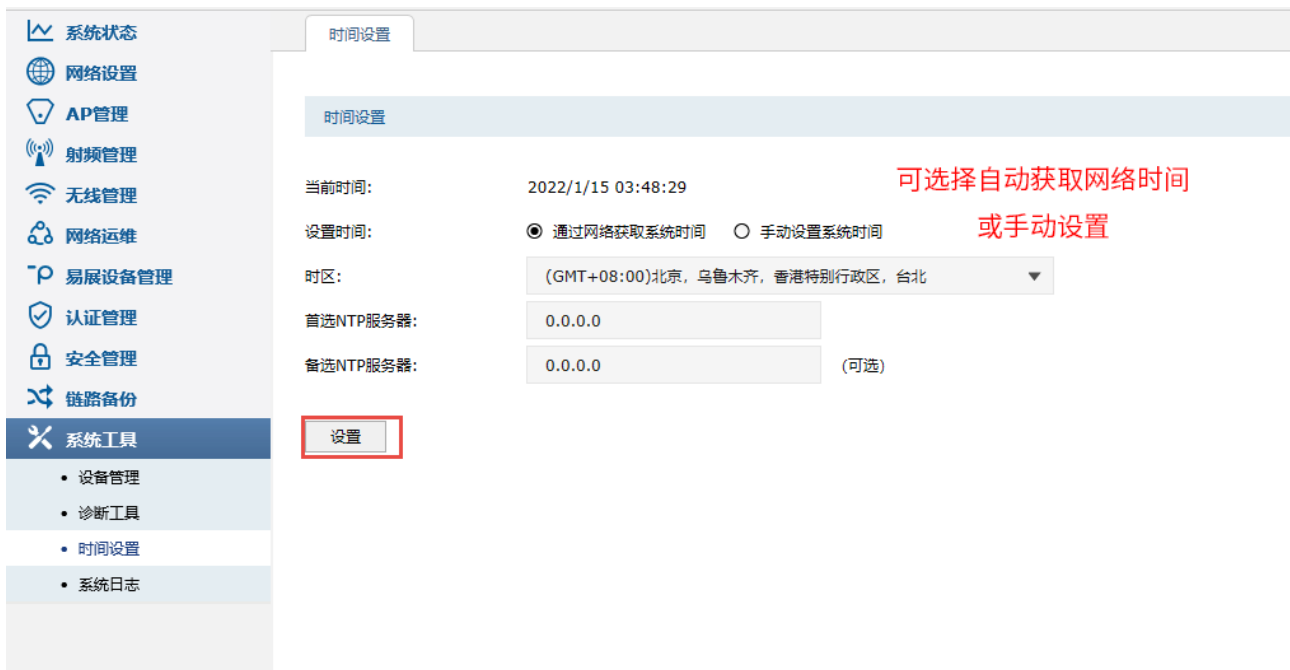 系统状态
网络设置
AP管理
射频管理
无线管理
网络运维
易展设备管理
认证管理
安全管理
链路备份
系统工具
• 设备管理
• 诊断工具
• 时间设置
• 系统日志
时间设置
时间设置
当前时间: 2022/1/15 03:48:29
设置时间: 通过网络获取系统时间 手动设置系统时间
时区: (GMT+08:00)北京，乌鲁木齐，香港特别行政区，台北
首选NTP服务器: 0.0.0.0
备选NTP服务器: 0.0.0.0 (可选)
设置
可选择自动获取网络时间
或手动设置